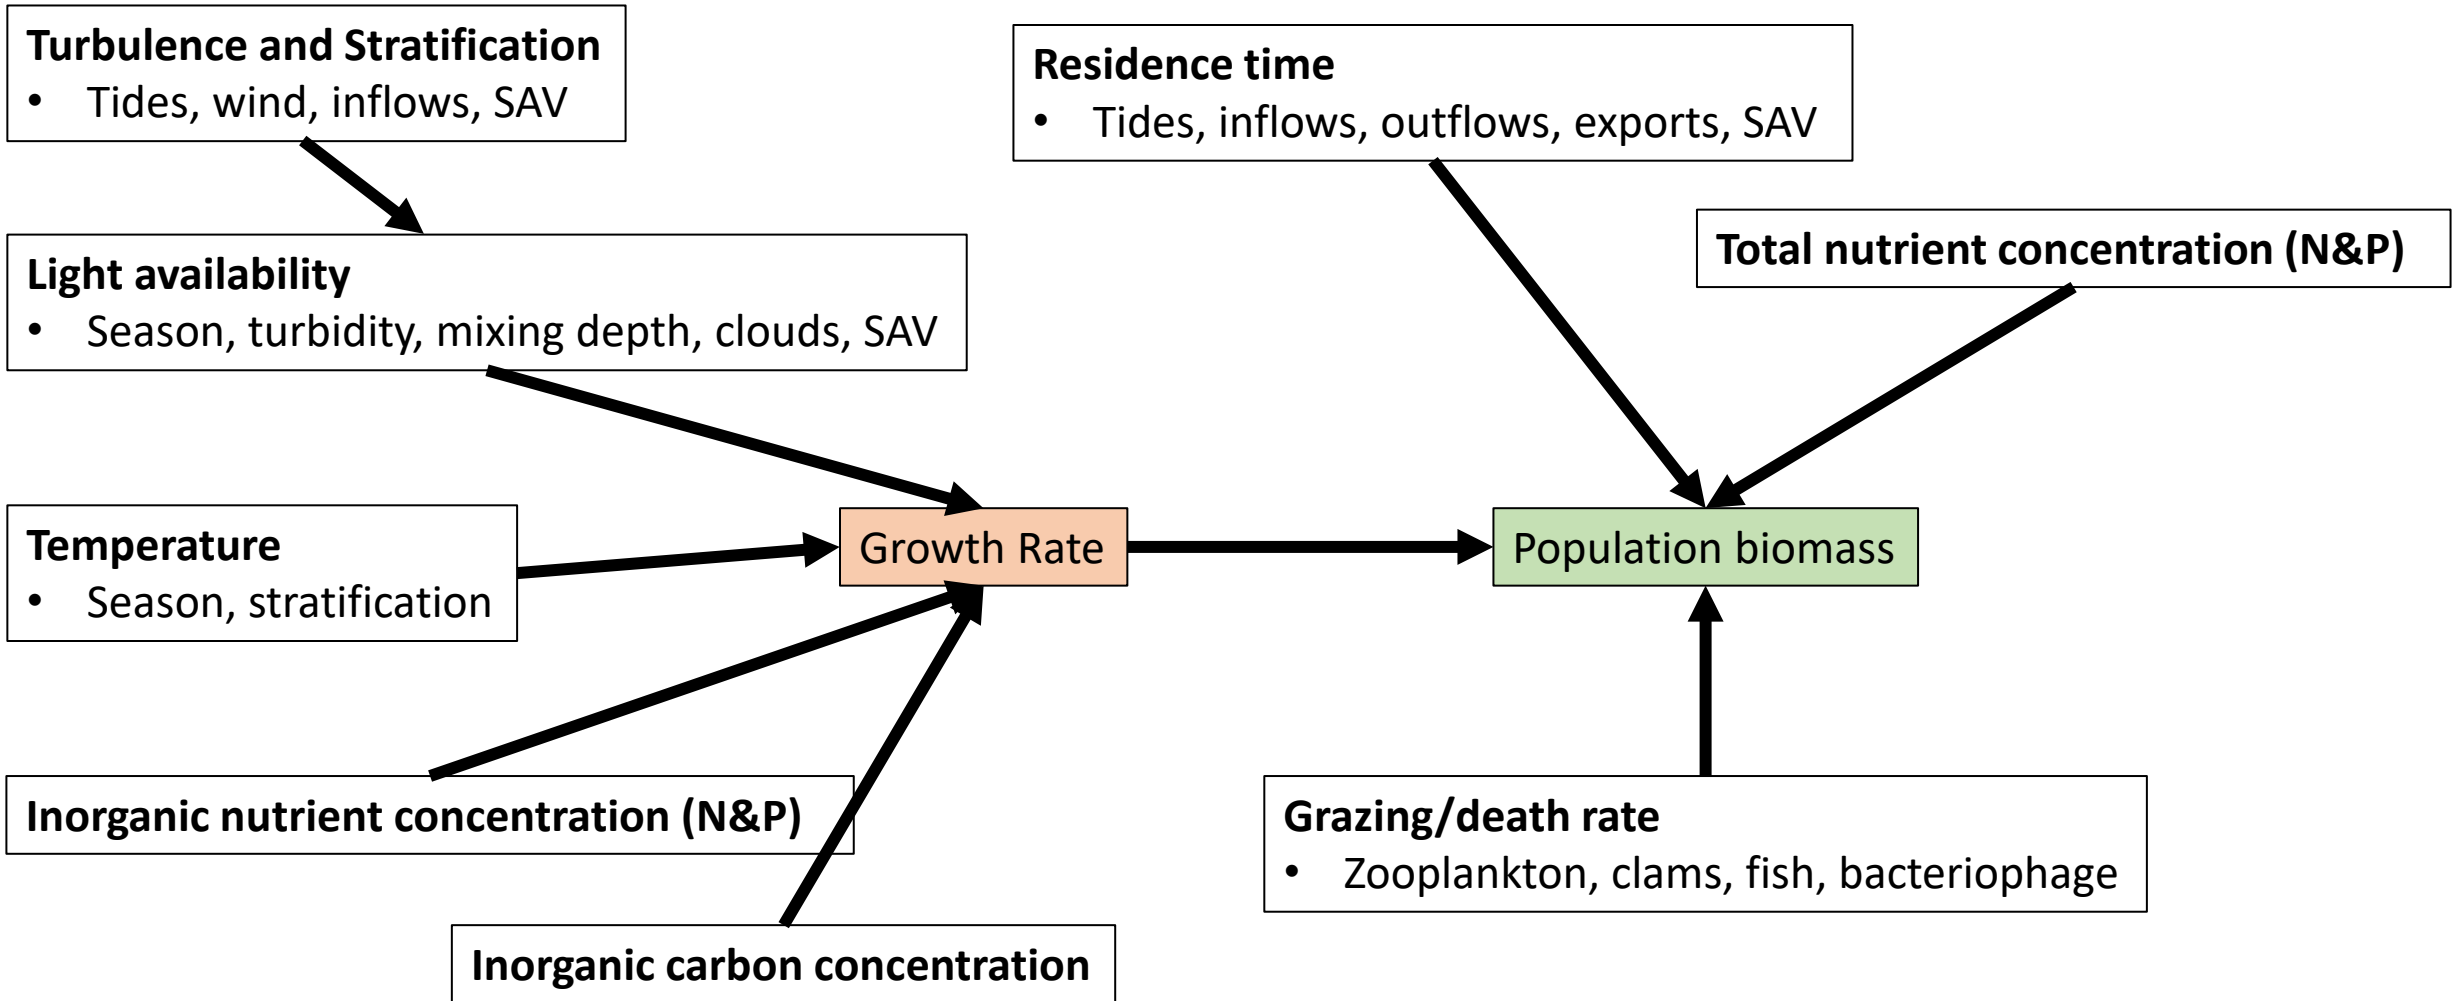 Turbulence and Stratification
• Tides, wind, inflows, SAV
Residence time
• Tides, inflows, outflows, exports, SAV
Total nutrient concentration (N&P)
Light availability
• Season, turbidity, mixing depth, clouds, SAV
Temperature
• Season, stratification
Growth Rate
Population biomass
Inorganic nutrient concentration (N&P)
Grazing/death rate
• Zooplankton, clams, fish, bacteriophage
Inorganic carbon concentration